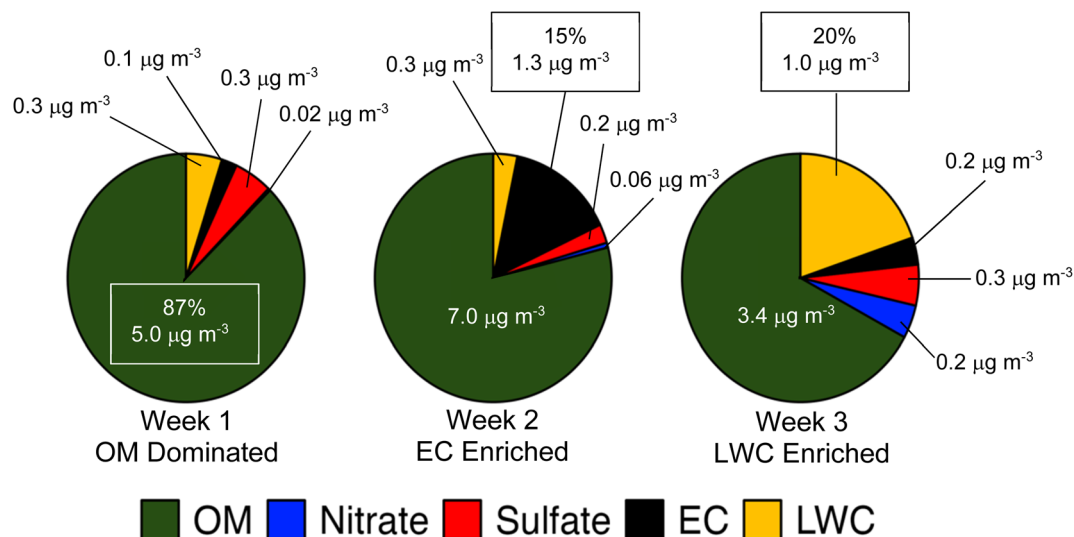 0.1 μg m-3
0.3 μg m-3
0.3 μg m-3
0.02 μg m-3
87%
5.0 μg m-3
Week 1
OM Dominated
15%
1.3 μg m-3
0.3 μg m-3
0.2 μg m-3
0.06 μg m-3
7.0 μg m-3
Week 2
EC Enriched
20%
1.0 μg m-3
0.2 μg m-3
0.3 μg m-3
3.4 μg m-3
0.2 μg m-3
Week 3
LWC Enriched
OM Nitrate Sulfate EC LWC